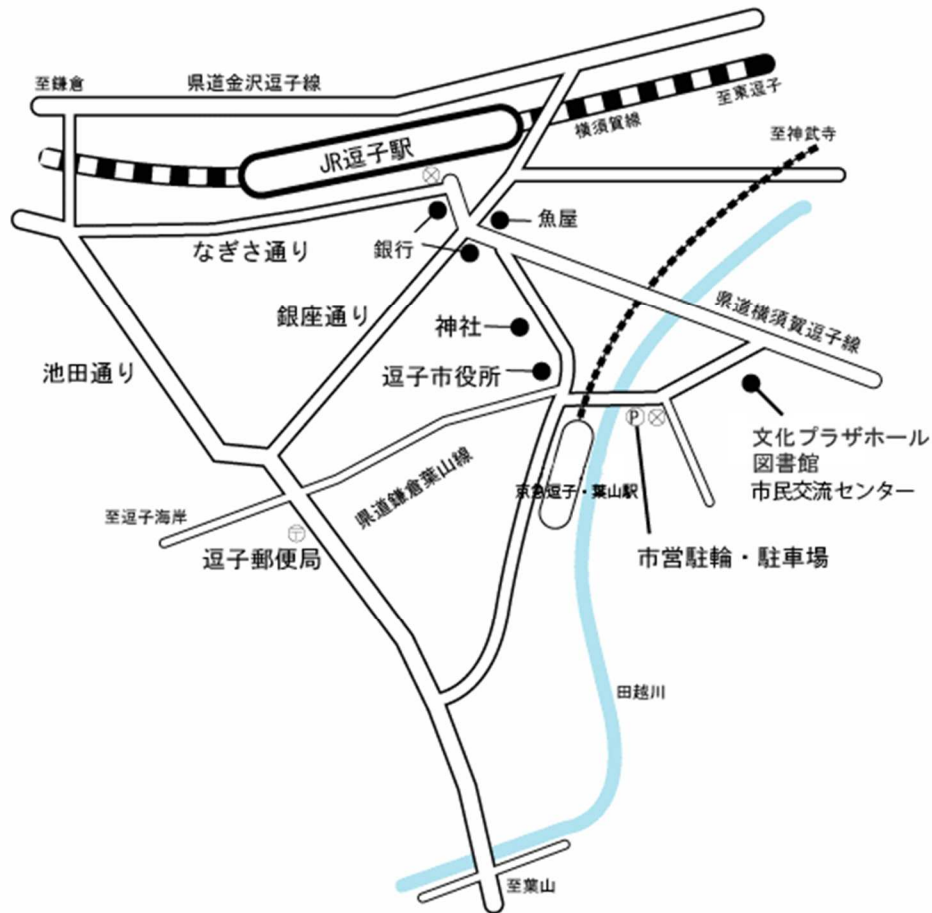 至鎌倉
県道金沢逗子線
至東逗子
横須賀線
至神武寺
JR逗子駅
魚屋
なぎさ通り
銀行
銀座通り
県道横須賀逗子線
神社
池田通り
逗子市役所
P
文化プラザホール
図書館
市民交流センター
県道鎌倉葉山線
京急逗子・葉山駅
至逗子海岸
〒
逗子郵便局
市営駐輪・駐車場
田越川
至葉山